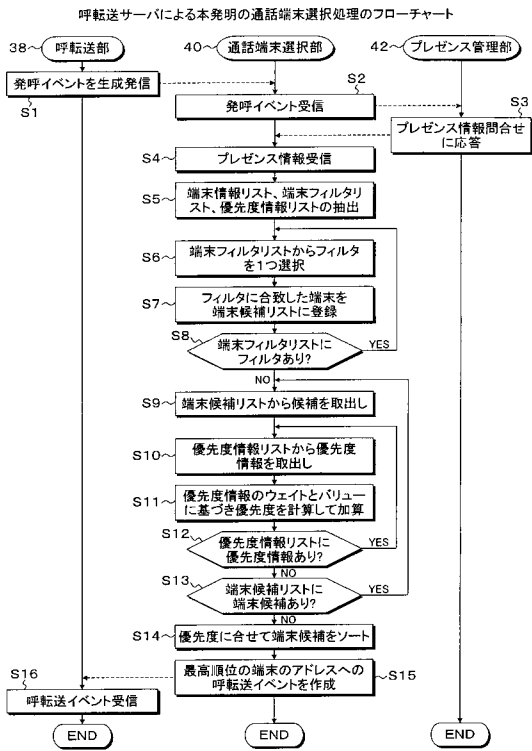 呼転送サーバによる本発明の通話端末選択処理のフローチャート
38
呼転送部
40
通話端末選択部
42
プレゼンス管理部
発呼イベントを生成発信
S1
S2
発呼イベント受信
S3
プレゼンス情報問合せ
に応答
S4
プレゼンス情報受信
S5
端末情報リスト、端末フィルタリ
スト、優先度情報リストの抽出
S6
端末フィルタリストからフィルタ
を1つ選択
S7
フィルタに合致した端末を
端末候補リストに登録
S8
端末フィルタリストに
フィルタあり?
YES
NO
S9
端末候補リストから候補を取出し
S10
優先度情報リストから優先度
情報を取出し
S11
優先度情報のウェイトとバリュー
に基づき優先度を計算して加算
S12
優先度情報リストに
優先度情報あり?
YES
NO
S13
端末候補リストに
端末候補あり?
YES
NO
S14
優先度に合せて端末候補をソート
S15
最高順位の端末のアドレスへの
呼転送イベントを作成
S16
呼転送イベント受信
END
END
END